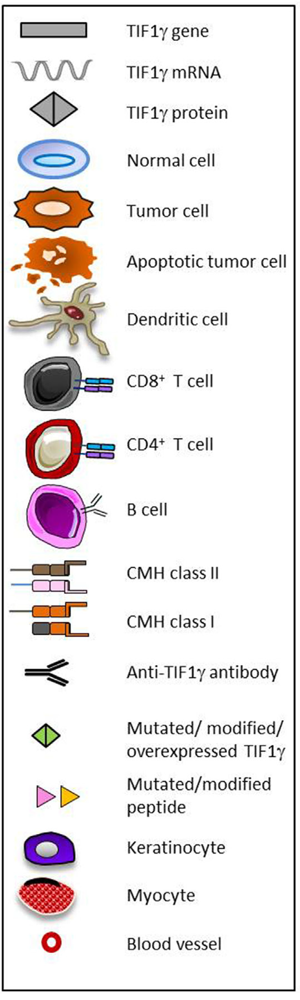 TIF1γ gene
TIF1γ mRNA
TIF1γ protein
Normal cell
Tumor cell
Apoptotic tumor cell
Dendritic cell
CD8⁺ T cell
CD4⁺ T cell
B cell
CMH class II
CMH class I
Anti-TIF1γ antibody
Mutated/ modified/
overexpressed TIF1γ
Mutated/modified
peptide
Keratinocyte
Myocyte
Blood vessel